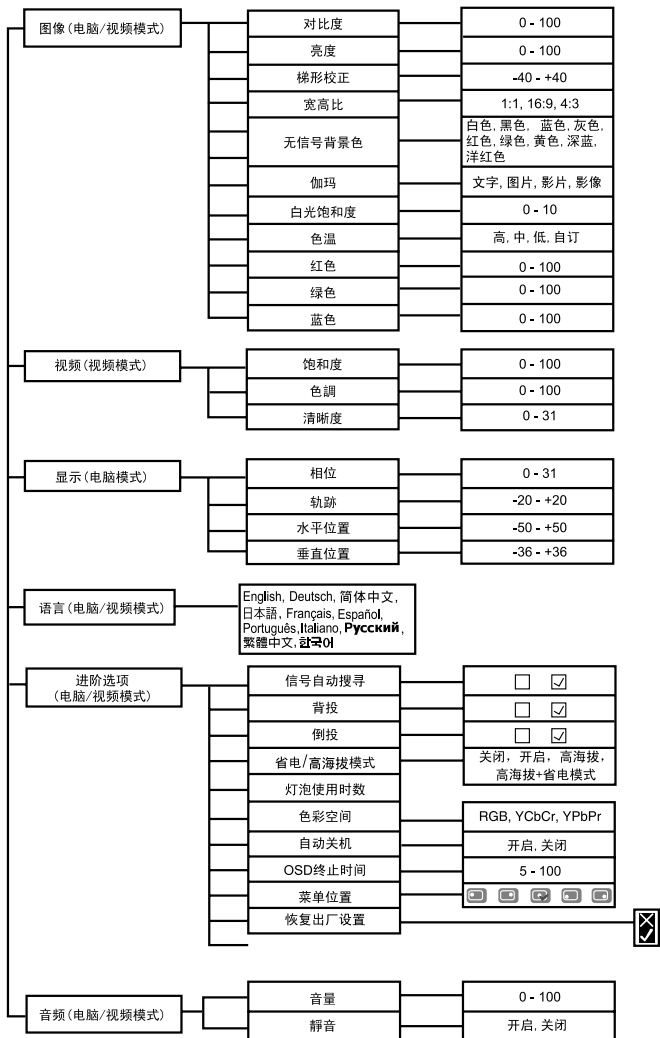 图像(电脑/视频模式)
对比度
0 - 100
亮度
0 - 100
梯形校正
-40 - +40
宽高比
1:1, 16:9, 4:3
无信号背景色
白色, 黑色, 蓝色, 灰色,
红色, 绿色, 黄色, 深蓝,
洋红色
伽玛
文字, 图片, 影片, 影像
白光饱和度
0 - 10
色温
高, 中, 低, 自订
红色
0 - 100
绿色
0 - 100
蓝色
0 - 100
视频(视频模式)
饱和度
0 - 100
色調
0 - 100
清晰度
0 - 31
显示(电脑模式)
相位
0 - 31
轨跡
-20 - +20
水平位置
-50 - +50
垂直位置
-36 - +36
语言(电脑/视频模式)
English, Deutsch, 简体中文,
日本語, Français, Español,
Português,Italiano, Русский,
繁體中文, 한국어
进阶选项
(电脑/视频模式)
信号自动搜寻
背投
倒投
省电/高海拔模式
关闭, 开启, 高海拔,
高海拔+省电模式
灯泡使用时数
色彩空间
RGB, YCbCr, YPbPr
自动关机
开启, 关闭
OSD终止时间
5 - 100
菜单位置
恢复出厂设置
音频(电脑/视频模式)
音量
0 - 100
靜音
开启, 关闭